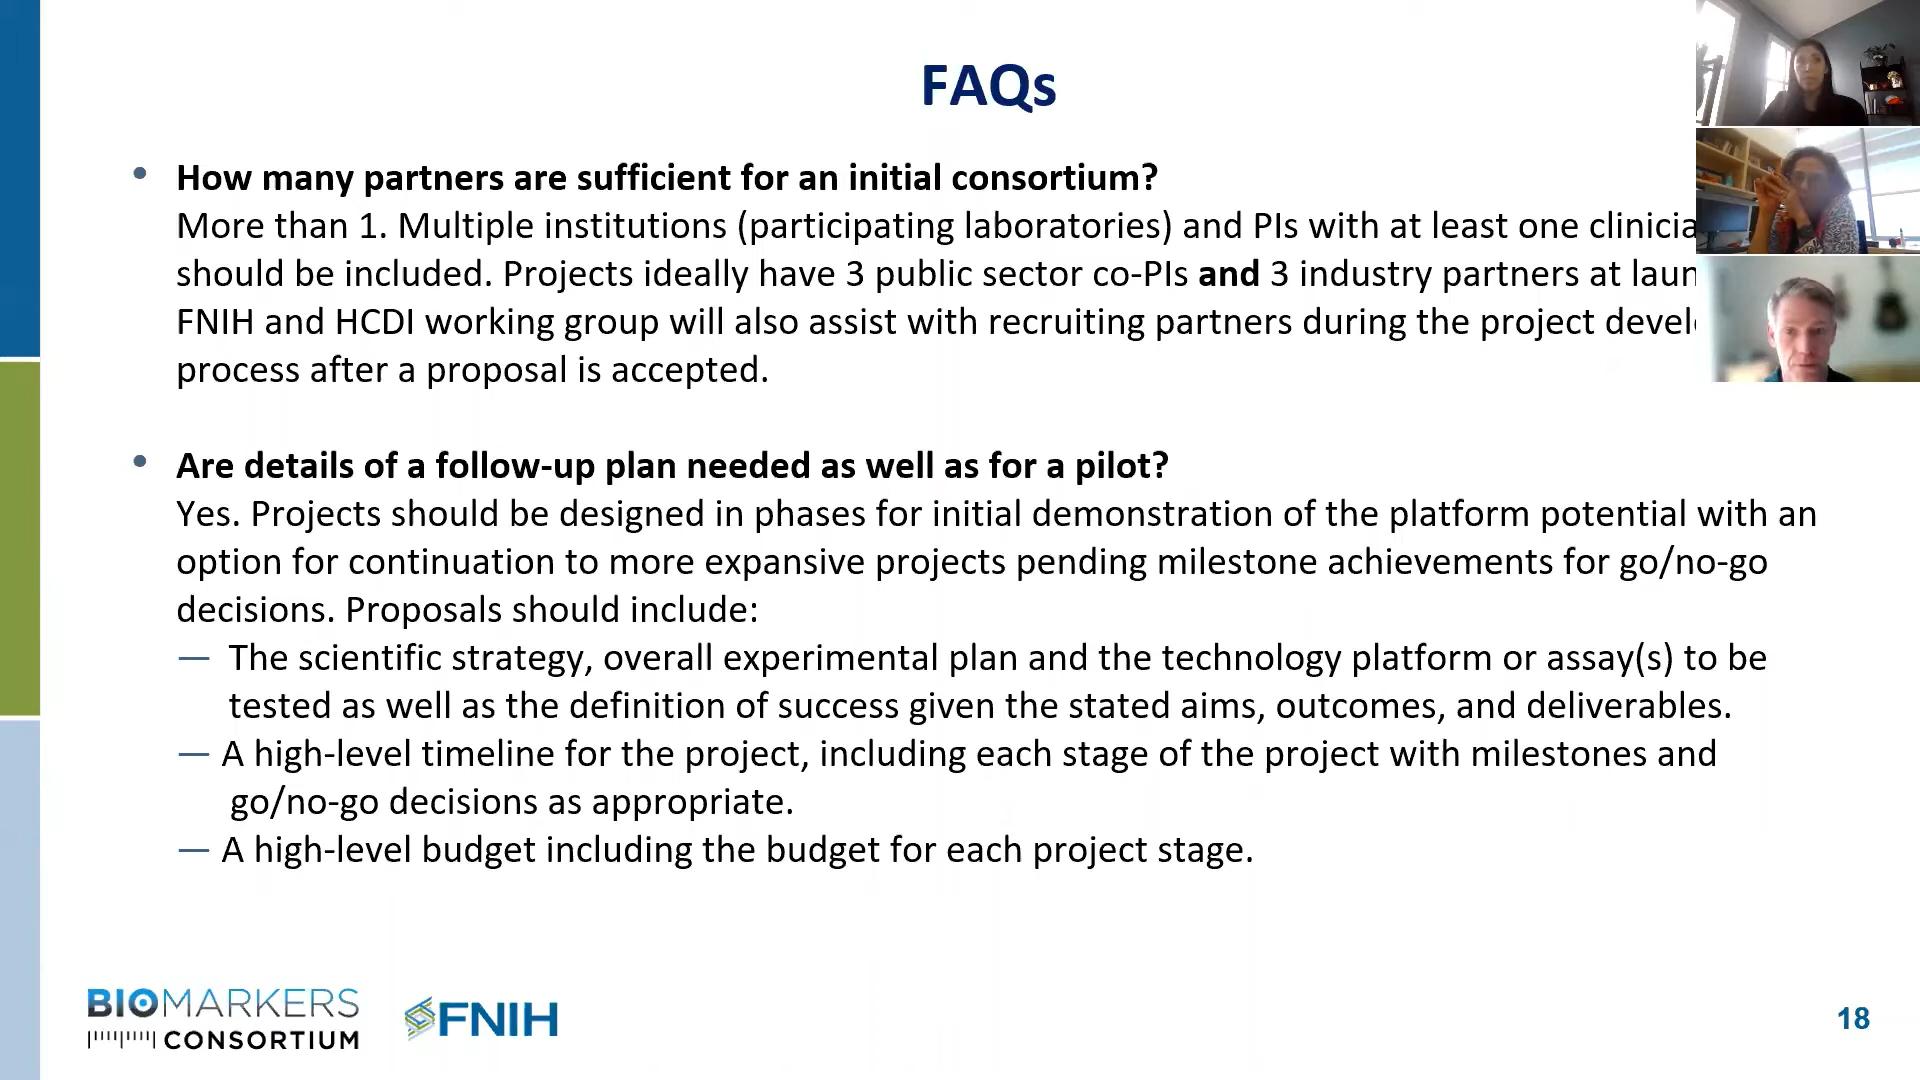 FAQs
• How many partners are sufficient for an initial consortium?
More than 1. Multiple institutions (participating laboratories) and PIs with at least one
should be included. Projects ideally have 3 public sector co-PIs and 3 industry partners at
FNIH and HCDI working group will also assist with recruiting partners during the project
process after a proposal is accepted.
• Are details of a follow-up plan needed as well as for a pilot?
Yes. Projects should be designed in phases for initial demonstration of the platform potential with an
option for continuation to more expansive projects pending milestone achievements for go/no-go
decisions. Proposals should include:
— The scientific strategy, overall experimental plan and the technology platform or assay(s) to be
tested as well as the definition of success given the stated aims, outcomes, and deliverables.
— A high-level timeline for the project, including each stage of the project with milestones and
go/no-go decisions as appropriate.
— A high-level budget including the budget for each project stage.
BIOMARKERS
CONSORTIUM
FNIH
18